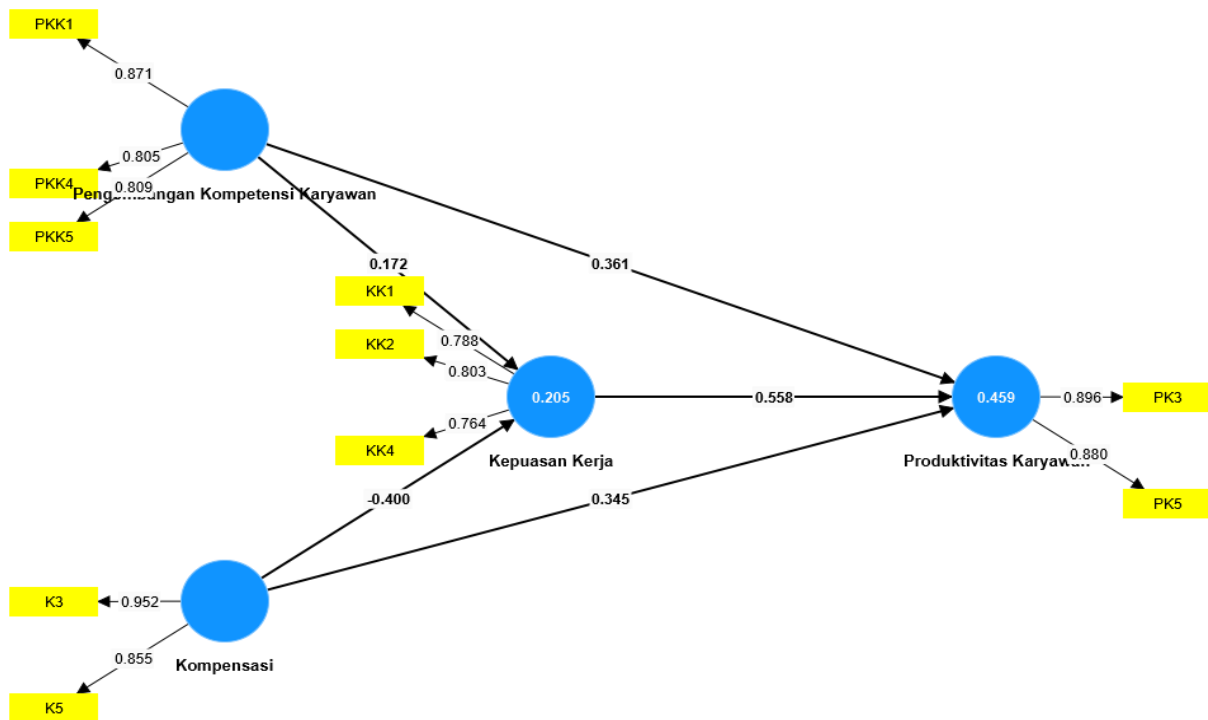 PKK1
0.871
0.805
PKK4
0.809
Pengembangan Kompetensi Karyawan
PKK5
0.172
0.361
KK1
0.788
KK2
0.803
0.205
0.558
0.459
0.896
PK3
0.764
KK4
Kepuasan Kerja
Produktivitas Karyawan
0.880
-0.400
0.345
PK5
K3
0.952
0.855
Kompensasi
K5